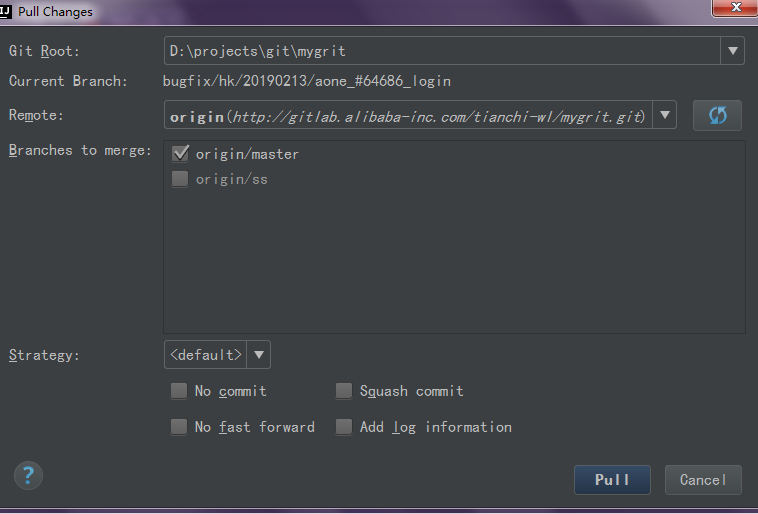 IJ Pull Changes
Git Root: D:\projects\git\mygrit
Current Branch: bugfix/hk/20190213/aone_#64686_login
Remote: origin(http://gitlab.alibaba-inc.com/tianchi-wl/mygrit.git)
Branches to merge: origin/master
origin/ss
Strategy: <default>
No commit Squash commit
No fast forward Add log information
? Pull Cancel